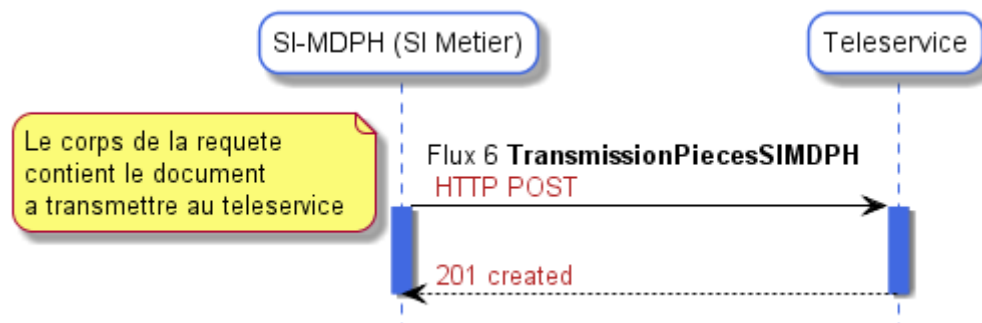 SI-MDPH (SI Metier)
Teleservice
Le corps de la requete
contient le document
a transmettre au teleservice
Flux 6 TransmissionPiecesSIMDPH
HTTP POST
201 created